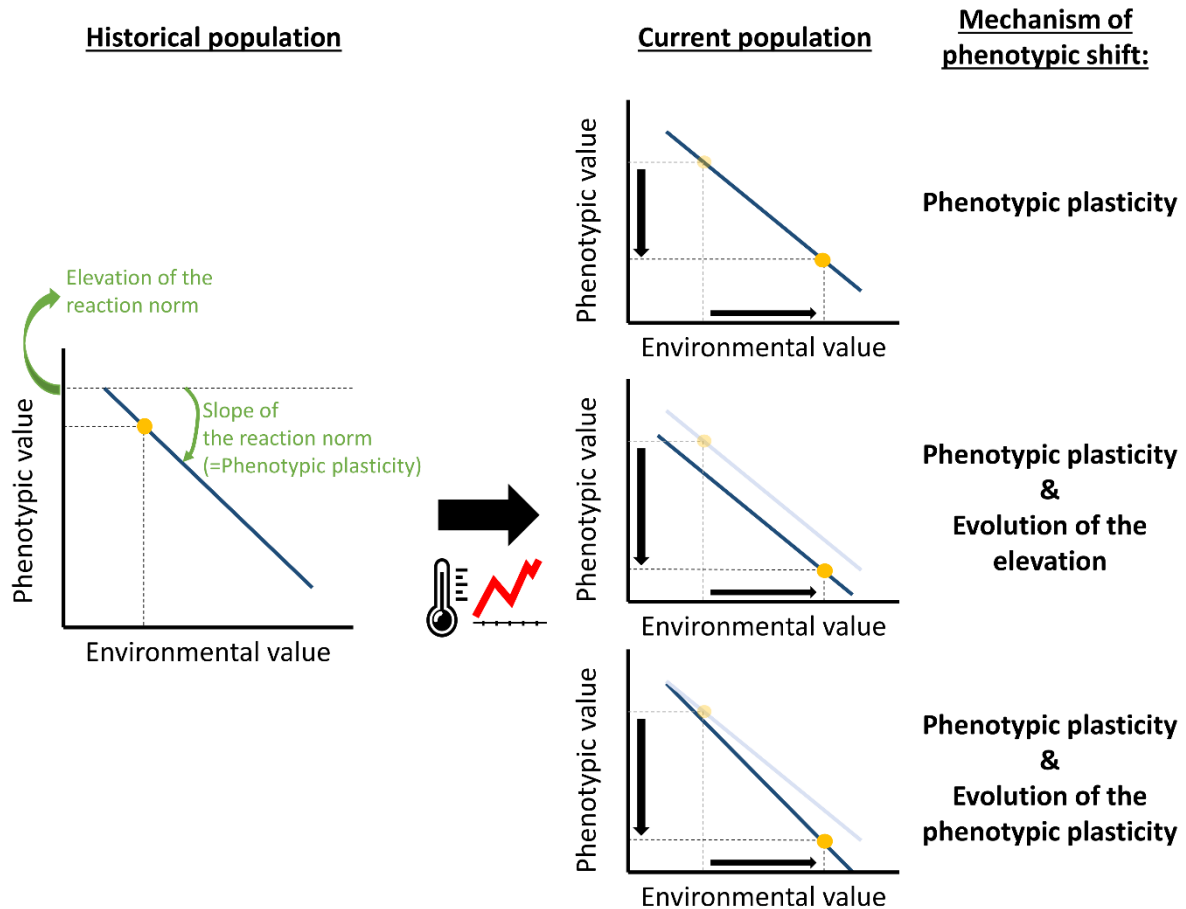 Historical population
Current population
Mechanism of
phenotypic shift:
Elevation of the
reaction norm
Slope of
the reaction norm
(=Phenotypic plasticity)
Phenotypic value
Environmental value
Phenotypic value
Environmental value
Phenotypic plasticity
Phenotypic value
Environmental value
Phenotypic plasticity
&
Evolution of the
elevation
Phenotypic value
Environmental value
Phenotypic plasticity
&
Evolution of the
phenotypic plasticity